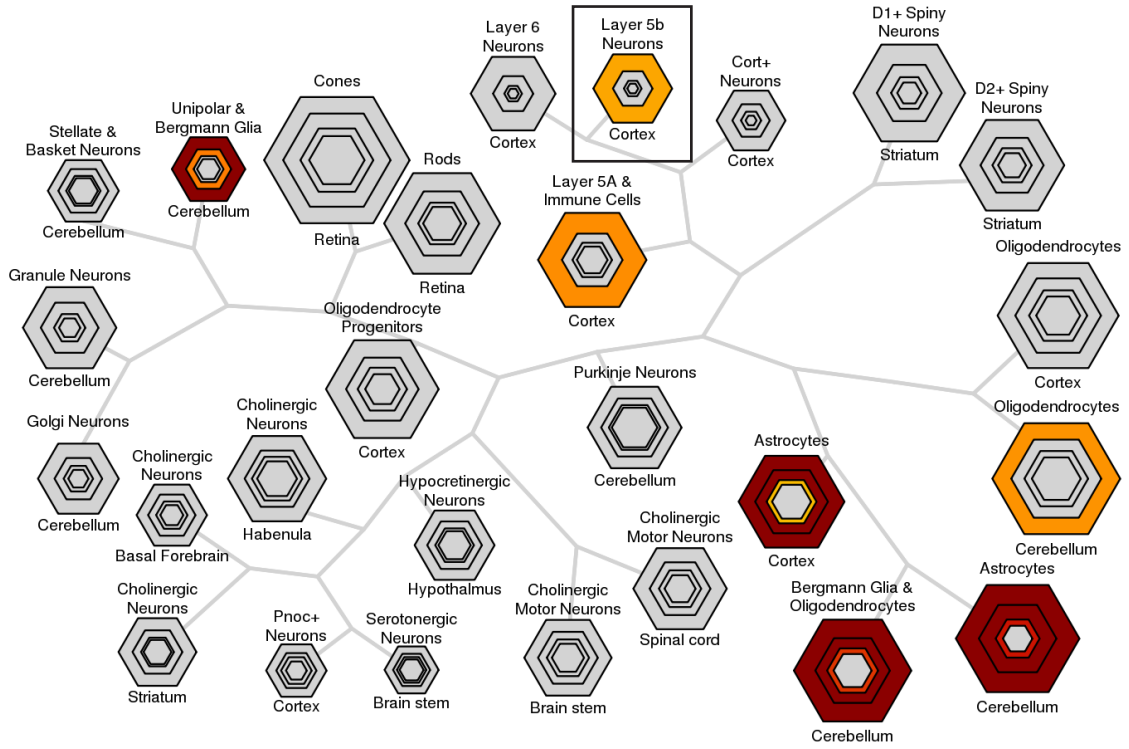 Layer 6
Neurons
Cortex
Layer 5b
Neurons
Cortex
Cort+
Neurons
Cortex
D1+ Spiny
Neurons
Striatum
D2+ Spiny
Neurons
Striatum
Cones
Retina
Rods
Retina
Unipolar &
Bergmann Glia
Cerebellum
Stellate &
Basket Neurons
Cerebellum
Layer 5A &
Immune Cells
Cortex
Oligodendrocytes
Cortex
Granule Neurons
Cerebellum
Oligodendrocyte
Progenitors
Cortex
Purkinje Neurons
Cerebellum
Oligodendrocytes
Cerebellum
Golgi Neurons
Cerebellum
Cholinergic
Neurons
Habenula
Cholinergic
Neurons
Basal Forebrain
Hypocretinergic
Neurons
Hypothalmus
Astrocytes
Cortex
Cholinergic
Motor Neurons
Spinal cord
Cholinergic
Neurons
Striatum
Pnoc+
Neurons
Cortex
Serotonergic
Neurons
Brain stem
Cholinergic
Motor Neurons
Brain stem
Bergmann Glia &
Oligodendrocytes
Cerebellum
Astrocytes
Cerebellum